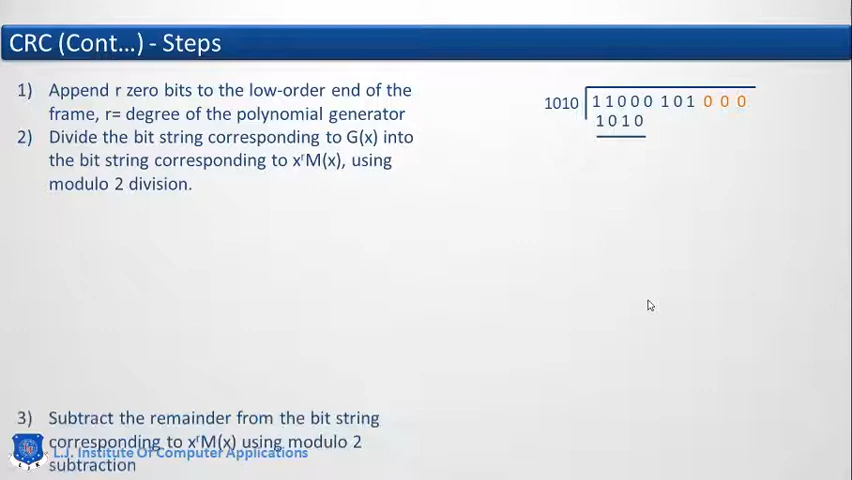 CRC (Cont...) - Steps
1) Append r zero bits to the low-order end of the
frame, r= degree of the polynomial generator
2) Divide the bit string corresponding to G(x) into
the bit string corresponding to xʳM(x), using
modulo 2 division.
1010 11000 101 000
1010
3) Subtract the remainder from the bit string
corresponding to xʳM(x) using modulo 2
L.J. Institute Of Computer Applications
subtraction